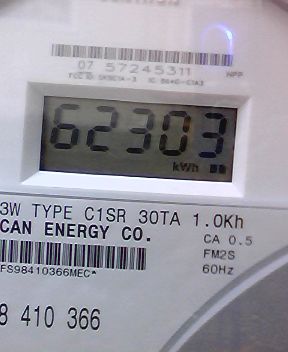 07 57245311
HPP
62303
kWh
3W TYPE C1SR 30TA 1.0Kh
CAN ENERGY CO.
CA 0.5
FM2S
60Hz
FS98410366MEC*
8 410 366